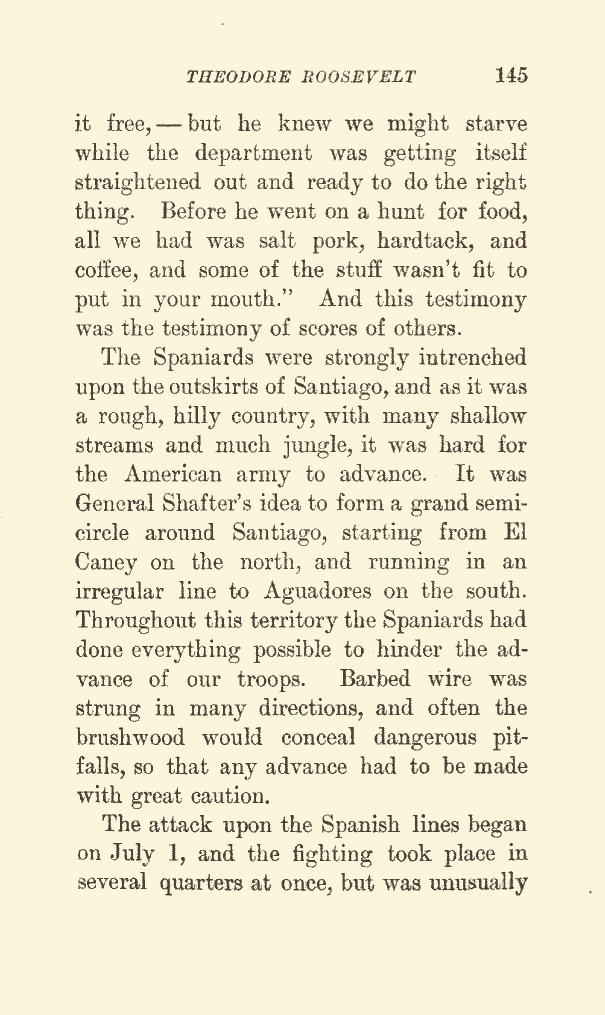 THEODORE ROOSEVELT 145
it free, — but he knew we might starve
while the department was getting itself
straightened out and ready to do the right
thing. Before he went on a hunt for food,
all we had was salt pork, hardtack, and
coffee, and some of the stuff wasn't fit to
put in your mouth." And this testimony
was the testimony of scores of others.
The Spaniards were strongly intrenched
upon the outskirts of Santiago, and as it was
a rough, hilly country, with many shallow
streams and much jungle, it was hard for
the American army to advance. It was
General Shafter's idea to form a grand semi-
circle around Santiago, starting from El
Caney on the north, and running in an
irregular line to Aguadores on the south.
Throughout this territory the Spaniards had
done everything possible to hinder the ad-
vance of our troops. Barbed wire was
strung in many directions, and often the
brushwood would conceal dangerous pit-
falls, so that any advance had to be made
with great caution.
The attack upon the Spanish lines began
on July 1, and the fighting took place in
several quarters at once, but was unusually